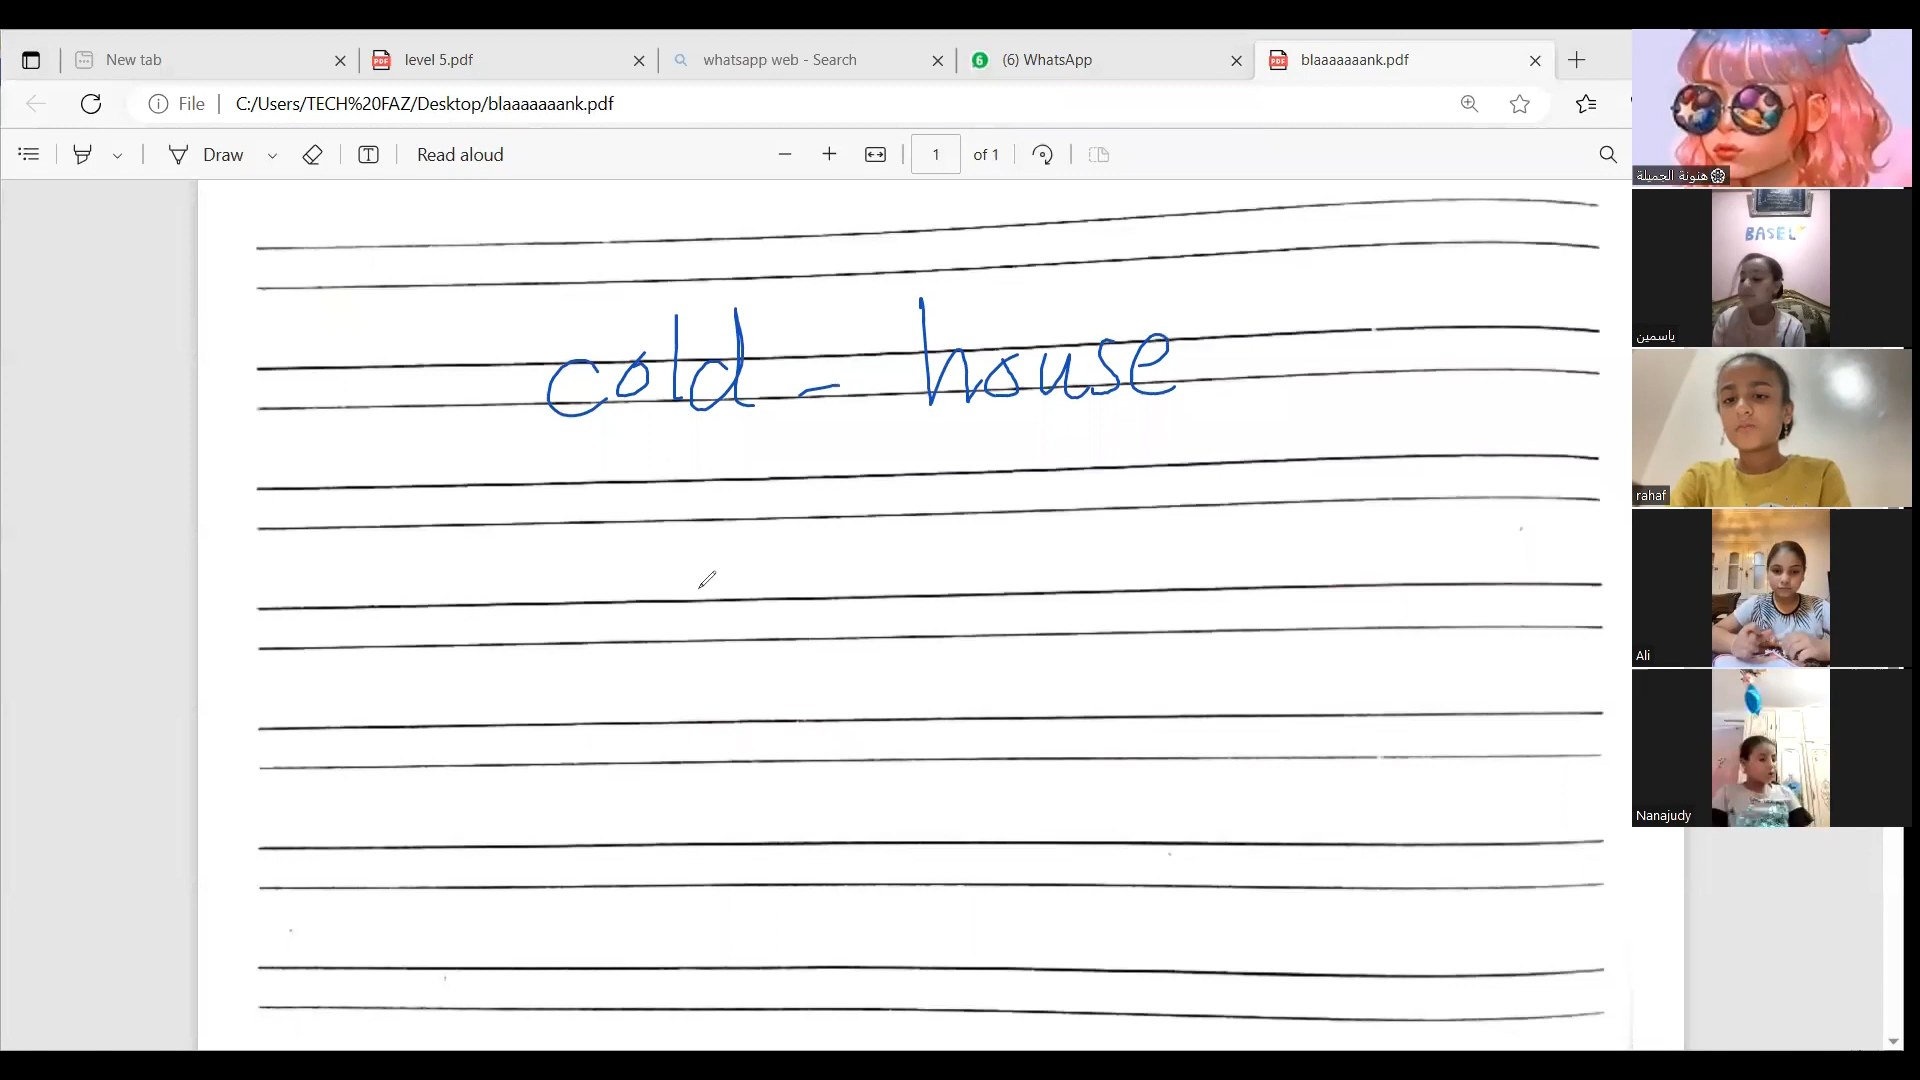 New tab
level 5.pdf
whatsapp web - Search
(6) WhatsApp
blaaaaaaank.pdf
File
C:/Users/TECH%20FAZ/Desktop/blaaaaaaank.pdf
Draw
Read aloud
1 of 1
cold - house
هنونة الجميلة
BASEL
ياسمين
rahaf
Ali
Nanajudy